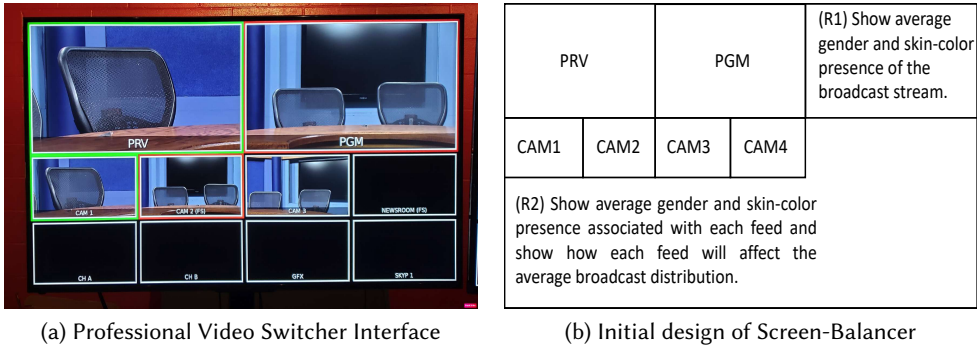 PRV
PGM
CAM 1
CAM 2 (FS)
CAM 3
NEWSROOM (FS)
CH A
CH B
GFX
SKYP 1
(a) Professional Video Switcher Interface
PRV
PGM
(R1) Show average
gender and skin-color
presence of the
broadcast stream.
CAM1
CAM2
CAM3
CAM4
(R2) Show average gender and skin-color
presence associated with each feed and
show how each feed will affect the
average broadcast distribution.
(b) Initial design of Screen-Balancer